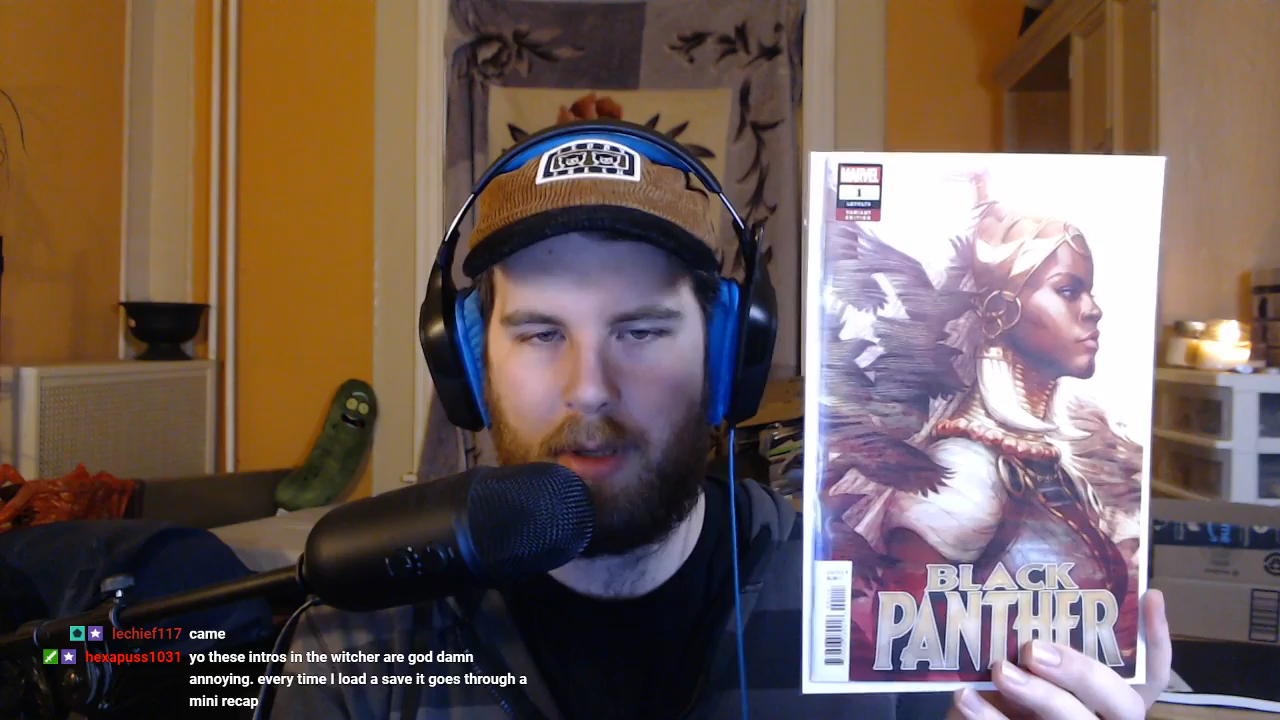 MARVEL
1
VARIANT
EDITION
BLACK
PANTHER
lechief117 came
hexapuss1031 yo these intros in the witcher are god damn
annoying. every time I load a save it goes through a
mini recap